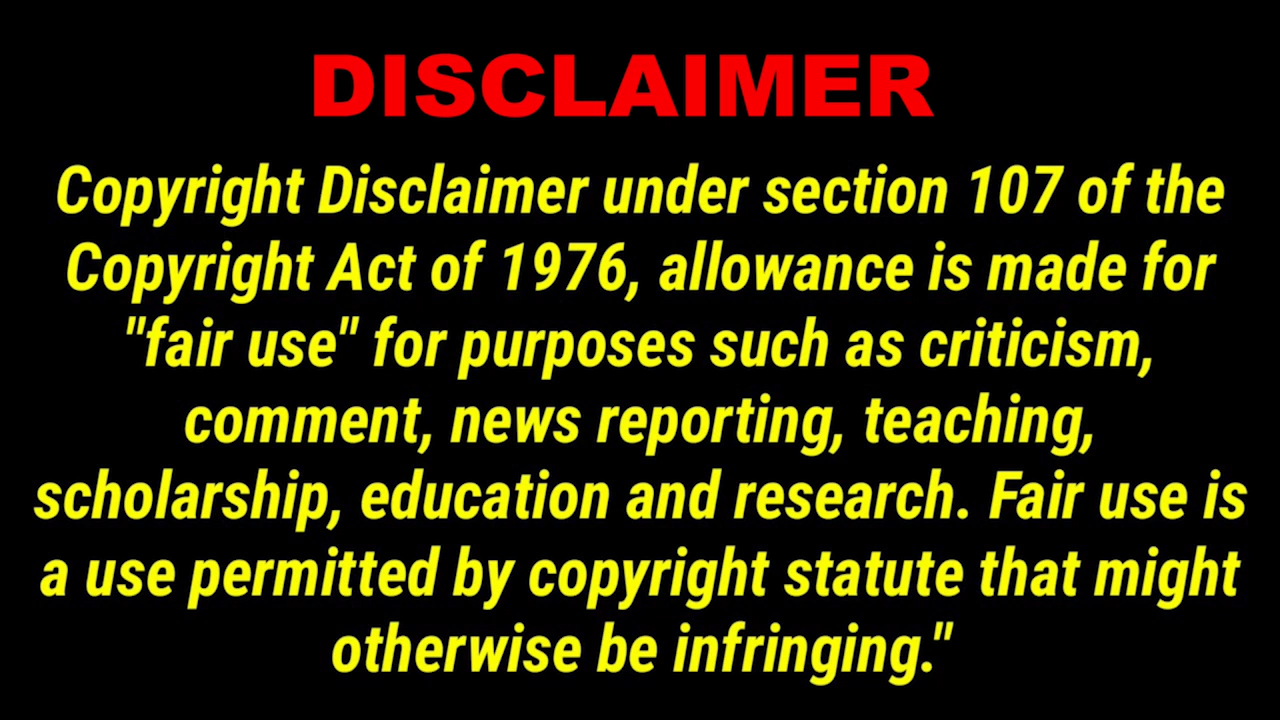 DISCLAIMER
Copyright Disclaimer under section 107 of the
Copyright Act of 1976, allowance is made for
"fair use" for purposes such as criticism,
comment, news reporting, teaching,
scholarship, education and research. Fair use is
a use permitted by copyright statute that might
otherwise be infringing."